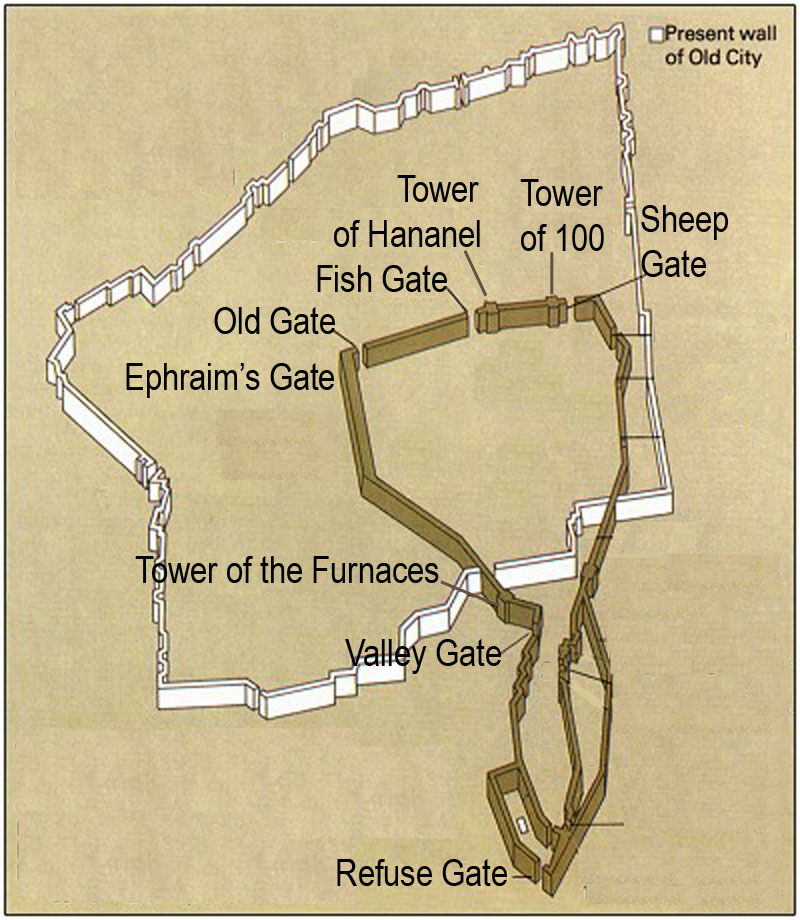 Present wall
of Old City
Tower
of Hananel
Tower
of 100
Sheep
Gate
Fish Gate
Old Gate
Ephraim’s Gate
Tower of the Furnaces
Valley Gate
Refuse Gate